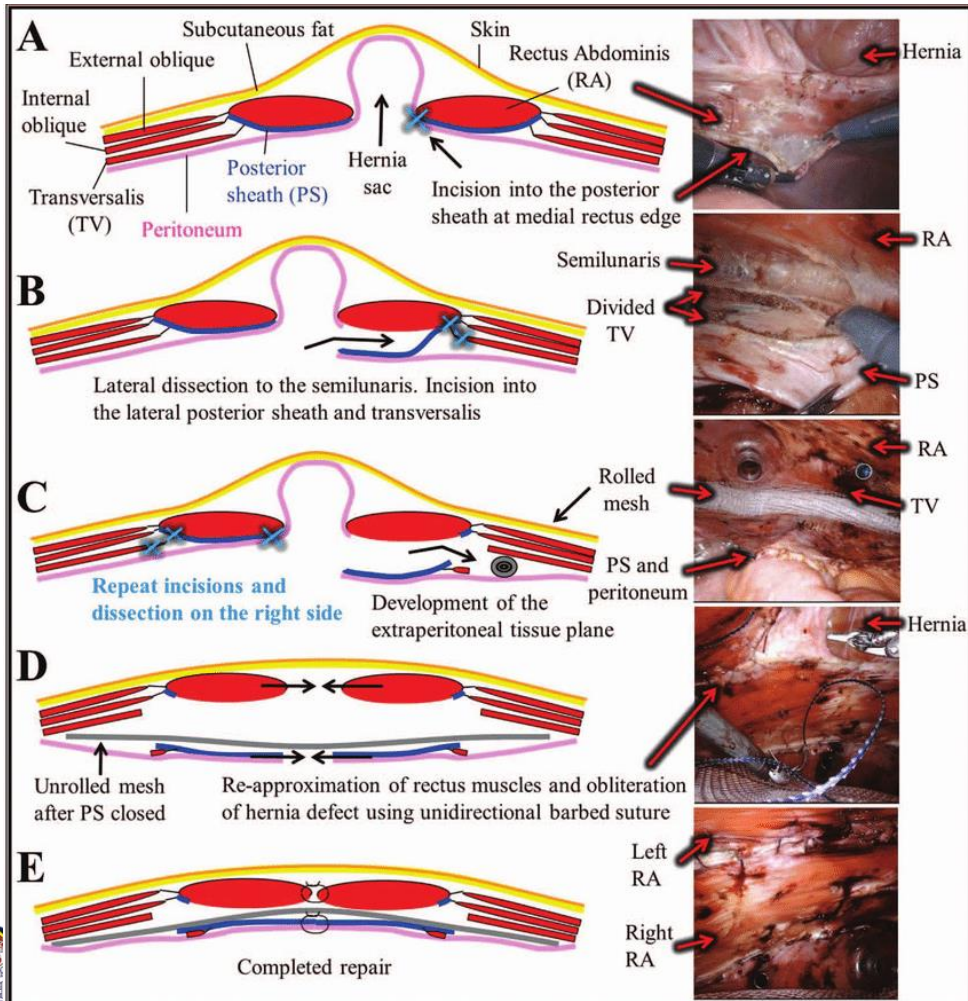 A
Subcutaneous fat
Skin
External oblique
Rectus Abdominis
(RA)
Hernia
Internal
oblique
Transversalis
(TV)
Posterior
sheath (PS)
Peritoneum
Hernia
sac
Incision into the posterior
sheath at medial rectus edge
B
RA
Semilunaris
Divided
TV
PS
Lateral dissection to the semilunaris. Incision into
the lateral posterior sheath and transversalis
C
RA
Rolled
mesh
TV
PS and
peritoneum
Repeat incisions and
dissection on the right side
Development of the
extraperitoneal tissue plane
D
Hernia
Unrolled mesh
after PS closed
Re-approximation of rectus muscles and obliteration
of hernia defect using unidirectional barbed suture
E
Left
RA
Right
RA
Completed repair